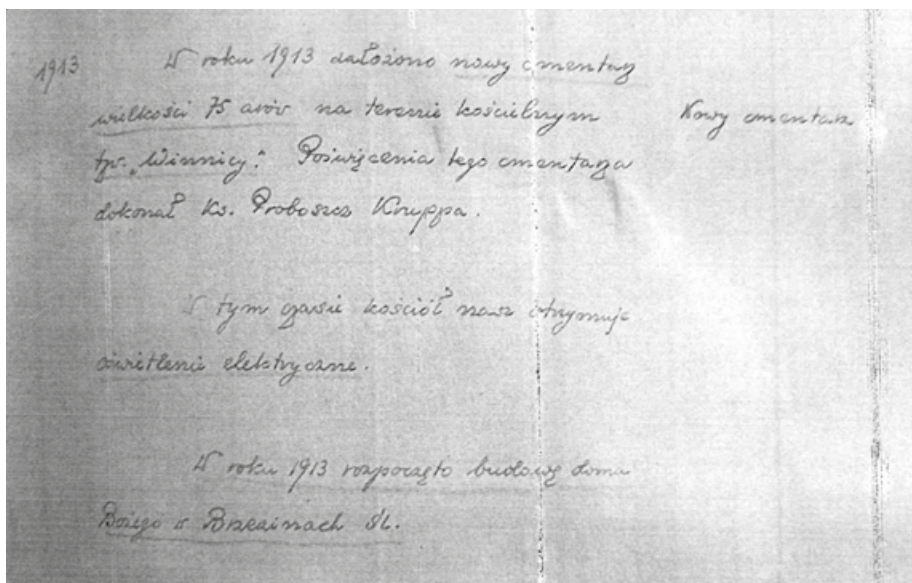 1913 W roku 1913 założono nowy cmentarz
wielkości 75 arów na terenie kościelnym Nowy cmentarz
tzw. „Winnicy”. Poświęcenia tego cmentarza
dokonał Ks. Proboszcz Kruppa.
W tym czasie kościół nasz otrzymuje
oświetlenie elektryczne.
W roku 1913 rozpoczęto budowę domu
Bożego w Brzezinach Śl.